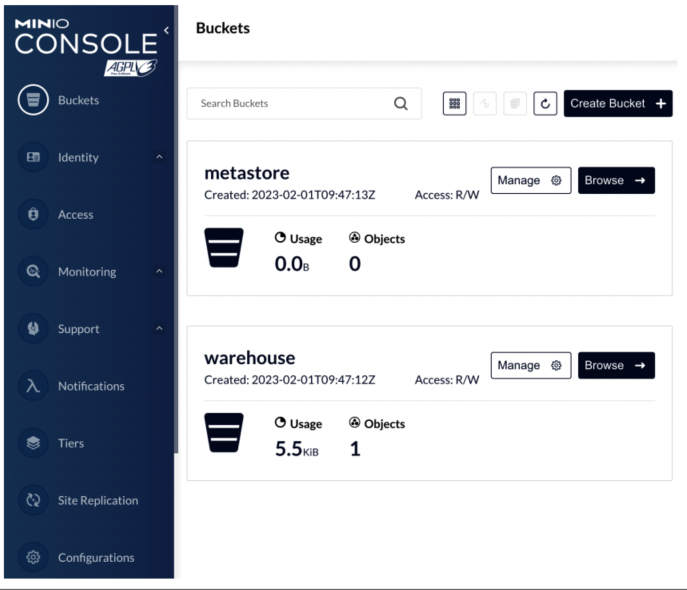 MINIO
CONSOLE
AGPLV3
Buckets
Identity
Access
Monitoring
Support
Notifications
Tiers
Site Replication
Configurations
Buckets
Search Buckets
Create Bucket +
metastore
Created: 2023-02-01T09:47:13Z Access: R/W
Manage
Browse →
Usage Objects
0.0B 0
warehouse
Created: 2023-02-01T09:47:12Z Access: R/W
Manage
Browse →
Usage Objects
5.5KiB 1